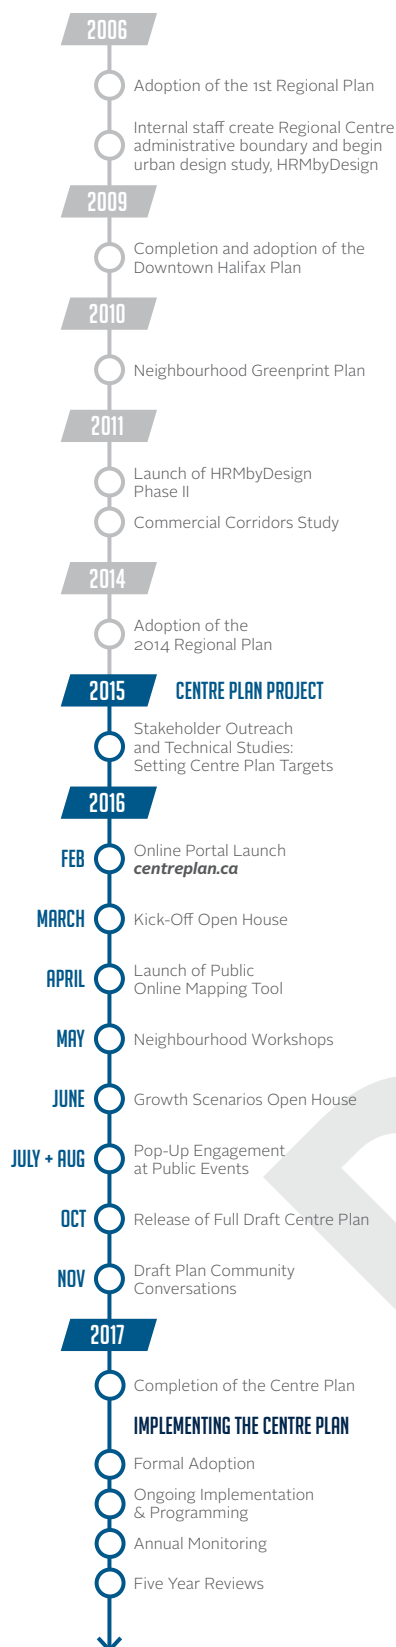 2006
Adoption of the 1st Regional Plan
Internal staff create Regional Centre
administrative boundary and begin
urban design study, HRMbyDesign
2009
Completion and adoption of the
Downtown Halifax Plan
2010
Neighbourhood Greenprint Plan
2011
Launch of HRMbyDesign
Phase II
Commercial Corridors Study
2014
Adoption of the
2014 Regional Plan
2015 CENTRE PLAN PROJECT
Stakeholder Outreach
and Technical Studies:
Setting Centre Plan Targets
2016
FEB
Online Portal Launch
centreplan.ca
MARCH Kick-Off Open House
APRIL
Launch of Public
Online Mapping Tool
MAY Neighbourhood Workshops
JUNE Growth Scenarios Open House
JULY + AUG
Pop-Up Engagement
at Public Events
OCT Release of Full Draft Centre Plan
NOV
Draft Plan Community
Conversations
2017
Completion of the Centre Plan
IMPLEMENTING THE CENTRE PLAN
Formal Adoption
Ongoing Implementation
& Programming
Annual Monitoring
Five Year Reviews